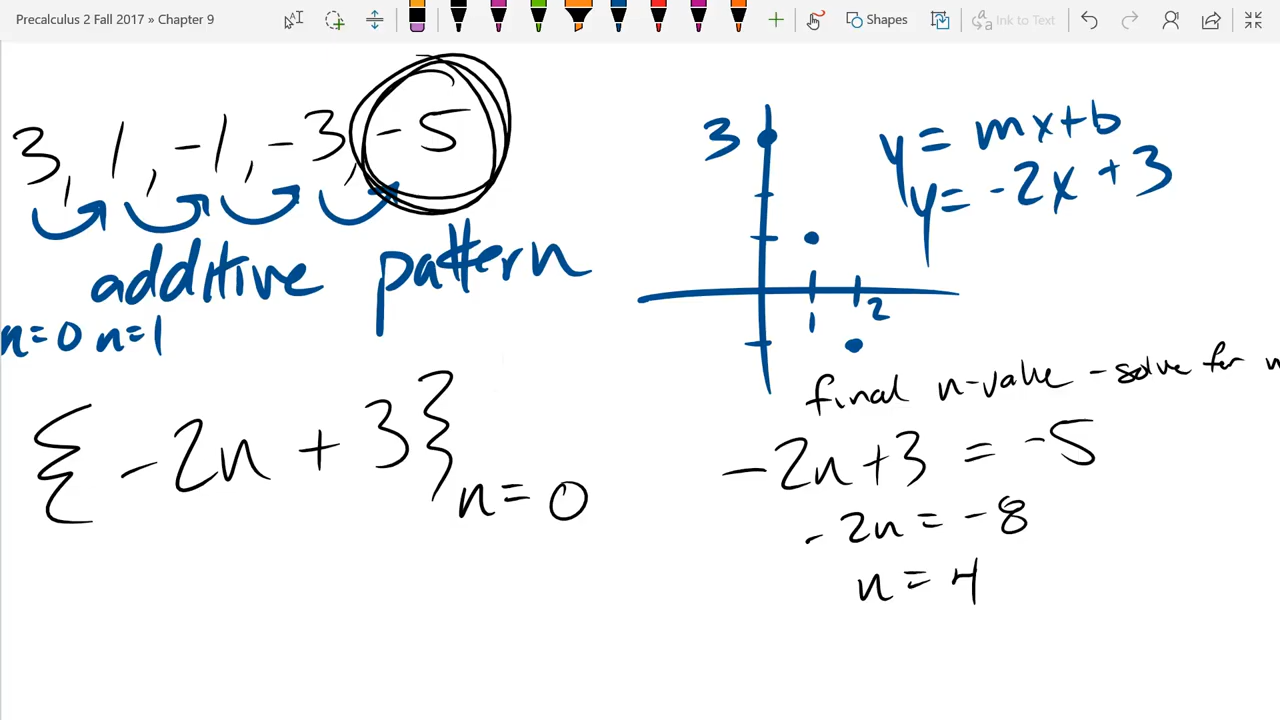 Precalculus 2 Fall 2017 » Chapter 9
Shapes
Ink to Text
3, 1, -1, -3, -5
additive pattern
n=0 n=1
{-2n + 3} n=0
3
1
2
y = mx+b
y = -2x + 3
final n-value - solve for n
-2n+3 = -5
-2n = -8
n = 4